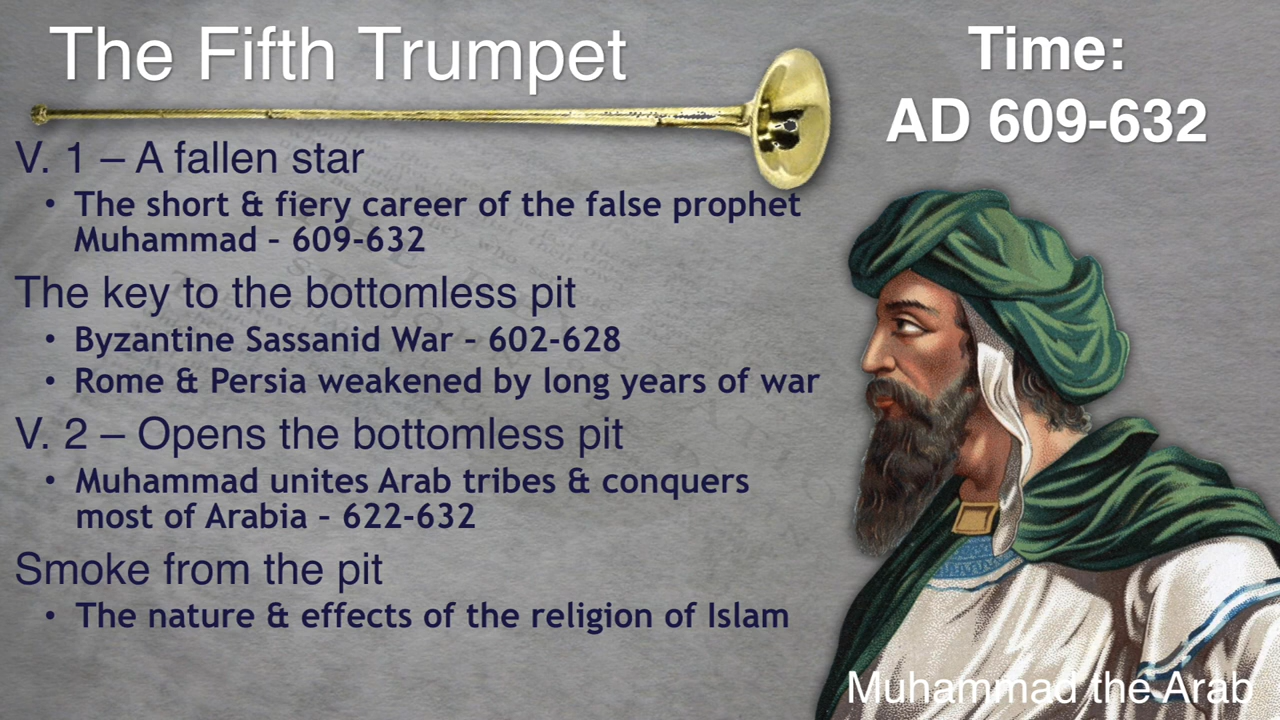 The Fifth Trumpet
Time:
AD 609-632
V. 1 – A fallen star
• The short & fiery career of the false prophet
Muhammad – 609-632
The key to the bottomless pit
• Byzantine Sassanid War – 602-628
• Rome & Persia weakened by long years of war
V. 2 – Opens the bottomless pit
• Muhammad unites Arab tribes & conquers
most of Arabia – 622-632
Smoke from the pit
• The nature & effects of the religion of Islam
Muhammad the Arab